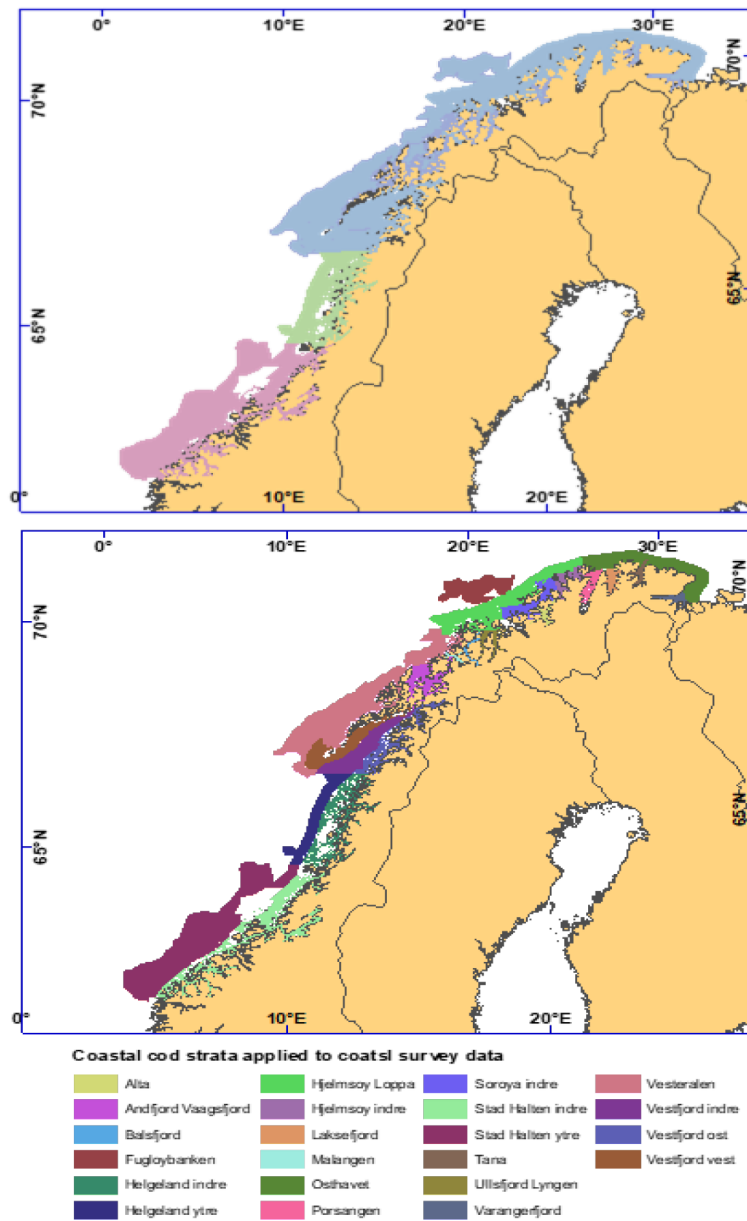 0° 10°E 20°E 30°E
70°N 70°N
65°N 65°N
0° 10°E 20°E
0° 10°E 20°E 30°E
70°N 70°N
65°N 65°N
0° 10°E 20°E
Coastal cod strata applied to coatsl survey data
Alta Hjelmsoy Loppa Soroya indre Vesteralen
Andfjord Vaagsfjord Hjelmsoy indre Stad Halten indre Vestfjord indre
Balsfjord Laksefjord Stad Halten ytre Vestfjord ost
Fugloybanken Malangen Tana Vestfjord vest
Helgeland indre Osthavet Ullsfjord Lyngen
Helgeland ytre Porsangen Varangerfjord